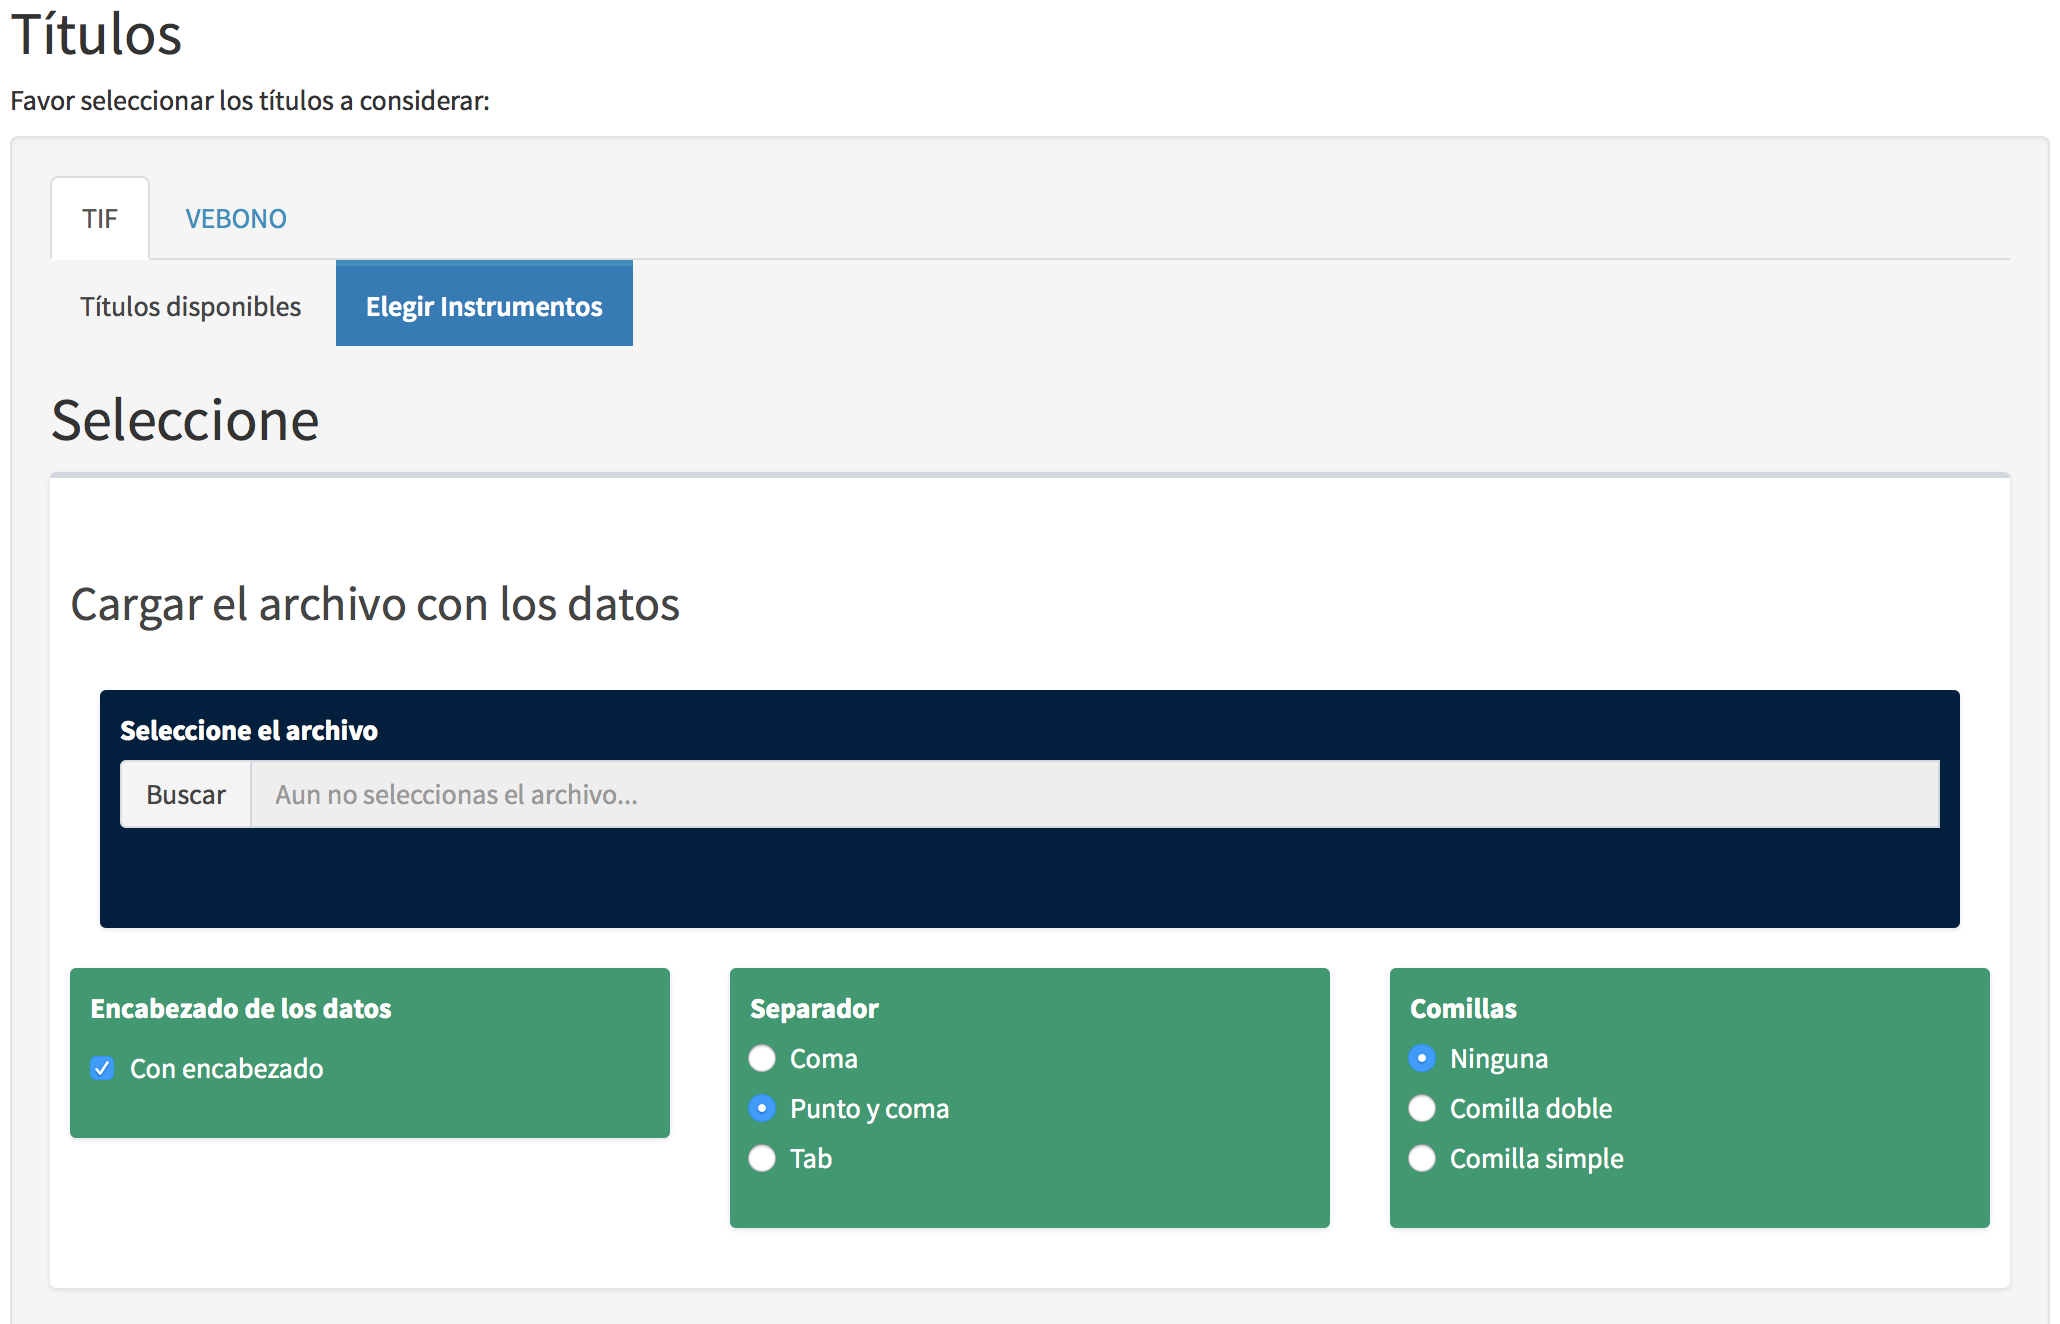 Títulos
Favor seleccionar los títulos a considerar:
TIF
VEBONO
Títulos disponibles
Elegir Instrumentos
Seleccione
Cargar el archivo con los datos
Seleccione el archivo
Buscar
Aun no seleccionas el archivo...
Encabezado de los datos
Con encabezado
Separador
Coma
Punto y coma
Tab
Comillas
Ninguna
Comilla doble
Comilla simple